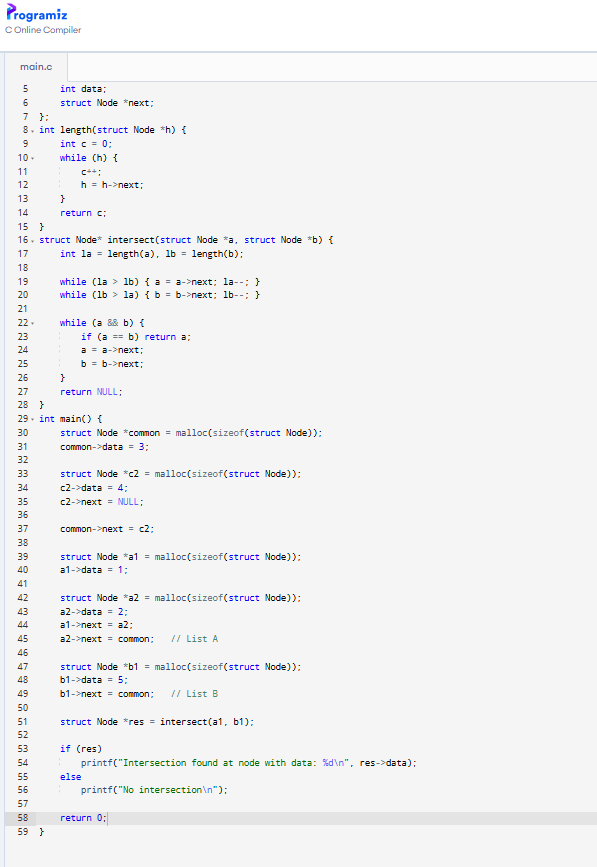 Programiz
C Online Compiler
main.c
5 int data;
6 struct Node *next;
7 };
8 int length(struct Node *h) {
9 int c = 0;
10 while (h) {
11 c++;
12 h = h->next;
13 }
14 return c;
15 }
16 struct Node* intersect(struct Node *a, struct Node *b) {
17 int la = length(a), lb = length(b);
18
19 while (la > lb) { a = a->next; la--; }
20 while (lb > la) { b = b->next; lb--; }
21
22 while (a && b) {
23 if (a == b) return a;
24 a = a->next;
25 b = b->next;
26 }
27 return NULL;
28 }
29 int main() {
30 struct Node *common = malloc(sizeof(struct Node));
31 common->data = 3;
32
33 struct Node *c2 = malloc(sizeof(struct Node));
34 c2->data = 4;
35 c2->next = NULL;
36
37 common->next = c2;
38
39 struct Node *a1 = malloc(sizeof(struct Node));
40 a1->data = 1;
41
42 struct Node *a2 = malloc(sizeof(struct Node));
43 a2->data = 2;
44 a1->next = a2;
45 a2->next = common; // List A
46
47 struct Node *b1 = malloc(sizeof(struct Node));
48 b1->data = 5;
49 b1->next = common; // List B
50
51 struct Node *res = intersect(a1, b1);
52
53 if (res)
54 printf("Intersection found at node with data: %d\n", res->data);
55 else
56 printf("No intersection\n");
57
58 return 0;
59 }